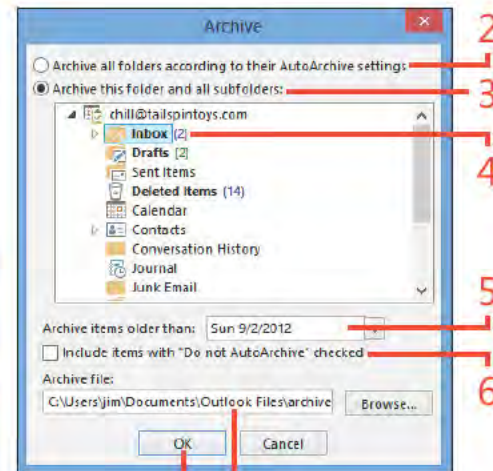 Archive
Archive all folders according to their AutoArchive settings
2
Archive this folder and all subfolders:
3
chill@tailspintoys.com
Inbox (2)
4
Drafts [2]
Sent Items
Deleted Items (14)
Calendar
Contacts
Conversation History
Journal
Junk Email
5
Archive items older than: Sun 9/2/2012
Include items with "Do not AutoArchive" checked
6
Archive file:
C:\Users\jim\Documents\Outlook Files\archive Browse...
OK Cancel